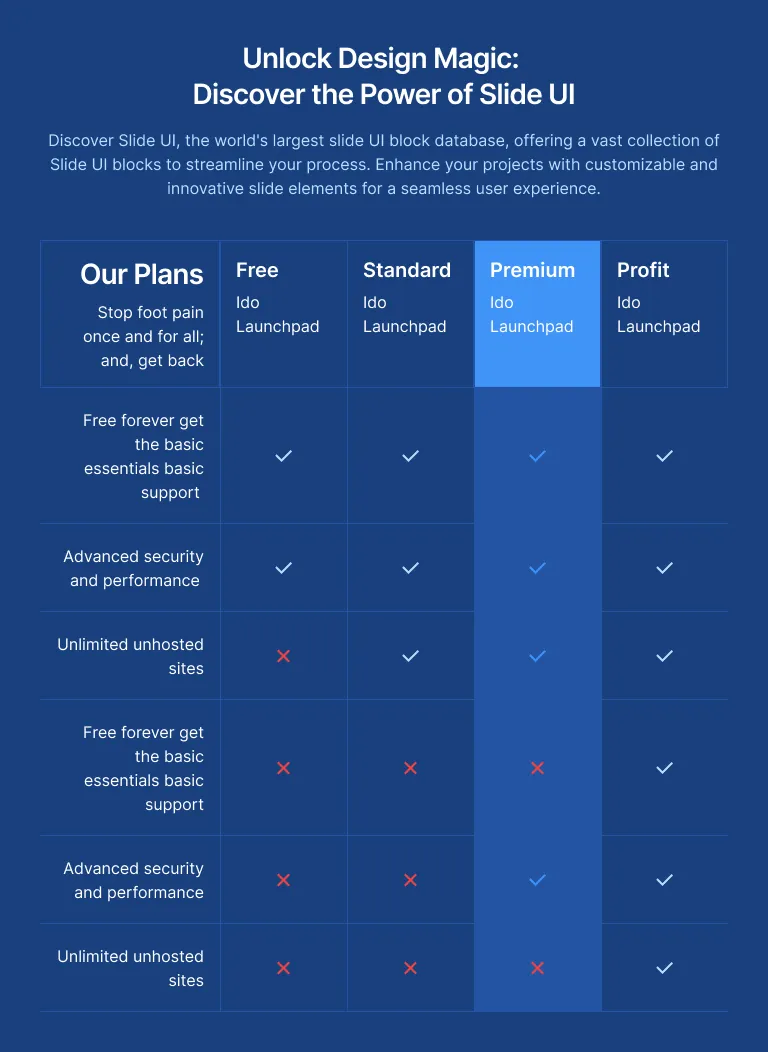 Unlock Design Magic:
Discover the Power of Slide UI
Discover Slide UI, the world's largest slide UI block database, offering a vast collection of
Slide UI blocks to streamline your process. Enhance your projects with customizable and
innovative slide elements for a seamless user experience.
Our Plans
Stop foot pain
once and for all;
and, get back
Free
Ido
Launchpad
Standard
Ido
Launchpad
Premium
Ido
Launchpad
Profit
Ido
Launchpad
Free forever get
the basic
essentials basic
support
Advanced security
and performance
Unlimited unhosted
sites
Free forever get
the basic
essentials basic
support
Advanced security
and performance
Unlimited unhosted
sites